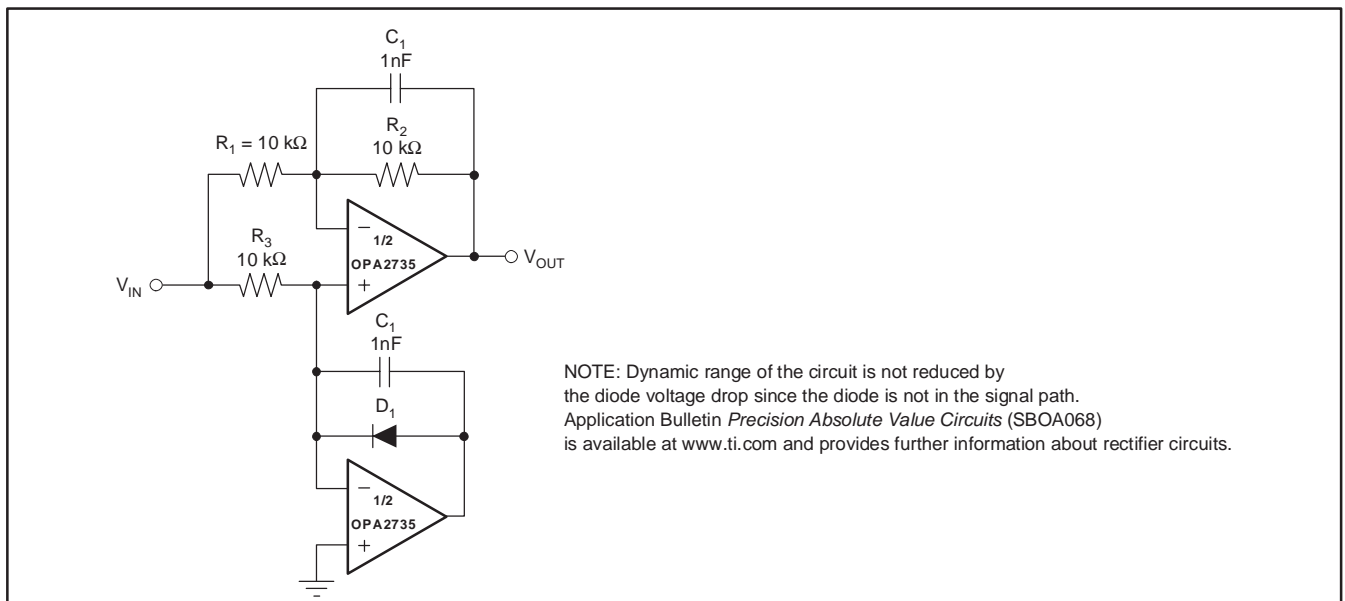 C1
1nF
R2
10 kΩ
R1 = 10 kΩ
−
1/2
OPA2735
+
VOUT
R3
10 kΩ
VIN
C1
1nF
D1
−
1/2
OPA2735
+
NOTE: Dynamic range of the circuit is not reduced by
the diode voltage drop since the diode is not in the signal path.
Application Bulletin Precision Absolute Value Circuits (SBOA068)
is available at www.ti.com and provides further information about rectifier circuits.